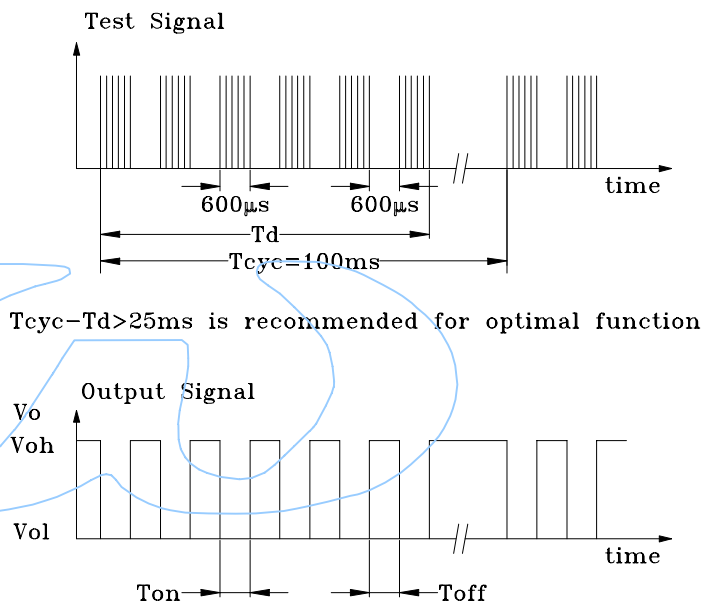 Test Signal
time
600µs 600µs
Td
Tcyc=100ms
Tcyc-Td>25ms is recommended for optimal function
Output Signal
Vo
Voh
Vol
time
Ton Toff